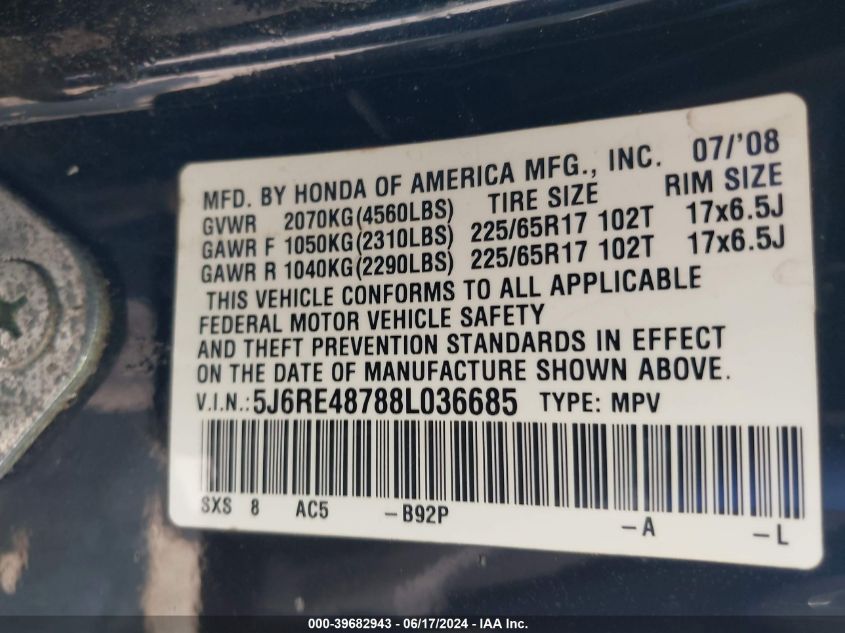 MFD. BY HONDA OF AMERICA MFG., INC. 07/'08
GVWR 2070KG(4560LBS) TIRE SIZE RIM SIZE
GAWR F 1050KG(2310LBS) 225/65R17 102T 17x6.5J
GAWR R 1040KG(2290LBS) 225/65R17 102T 17x6.5J
THIS VEHICLE CONFORMS TO ALL APPLICABLE
FEDERAL MOTOR VEHICLE SAFETY
AND THEFT PREVENTION STANDARDS IN EFFECT
ON THE DATE OF MANUFACTURE SHOWN ABOVE.
V.I.N.: 5J6RE48788L036685 TYPE: MPV
SXS 8 AC5 -B92P -A -L
000-39682943 - 06/17/2024 - IAA Inc.